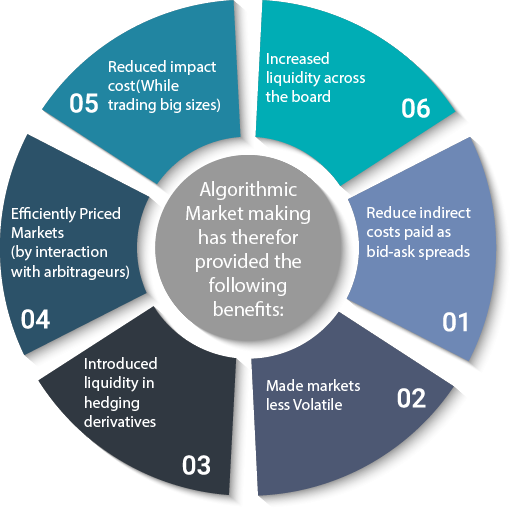 Algorithmic
Market making
has therefor
provided the
following
benefits:
Reduce indirect
costs paid as
bid-ask spreads
01
Made markets
less Volatile
02
Introduced
liquidity in
hedging
derivatives
03
Efficiently Priced
Markets
(by interaction
with arbitrageurs)
04
Reduced impact
cost(While
trading big sizes)
05
Increased
liquidity across
the board
06